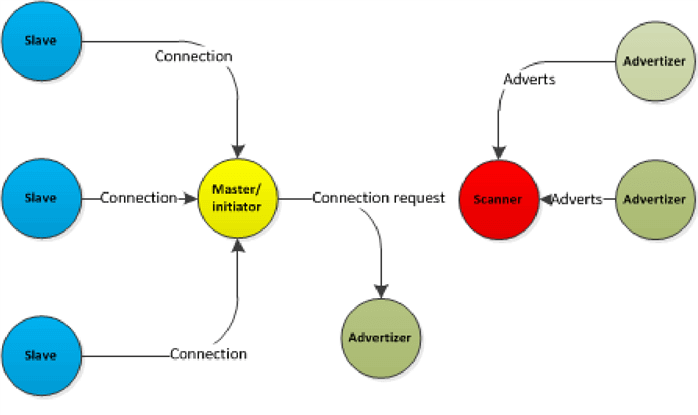 Slave
Connection
Advertizer
Adverts
Slave
Connection
Master/
initiator
Connection request
Scanner
Adverts
Advertizer
Advertizer
Slave
Connection